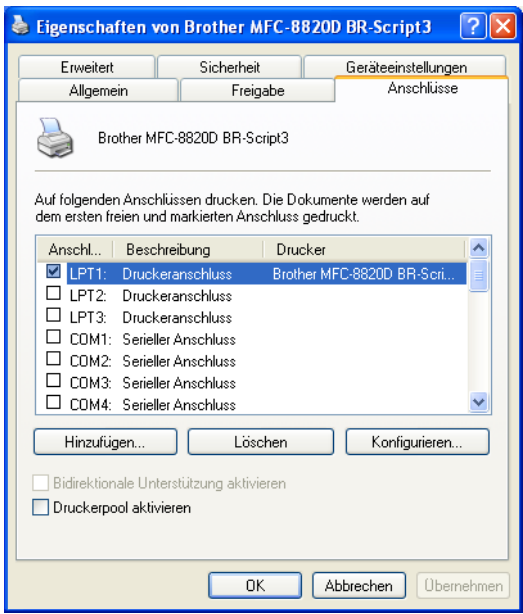 Eigenschaften von Brother MFC-8820D BR-Script3
Erweitert Sicherheit Geräteeinstellungen
Allgemein Freigabe Anschlüsse
Brother MFC-8820D BR-Script3
Auf folgenden Anschlüssen drucken. Die Dokumente werden auf
dem ersten freien und markierten Anschluss gedruckt.
Anschl... Beschreibung Drucker
LPT1: Druckeranschluss Brother MFC-8820D BR-Scri...
LPT2: Druckeranschluss
LPT3: Druckeranschluss
COM1: Serieller Anschluss
COM2: Serieller Anschluss
COM3: Serieller Anschluss
COM4: Serieller Anschluss
Hinzufügen... Löschen Konfigurieren...
Bidirektionale Unterstützung aktivieren
Druckerpool aktivieren
OK Abbrechen Übernehmen